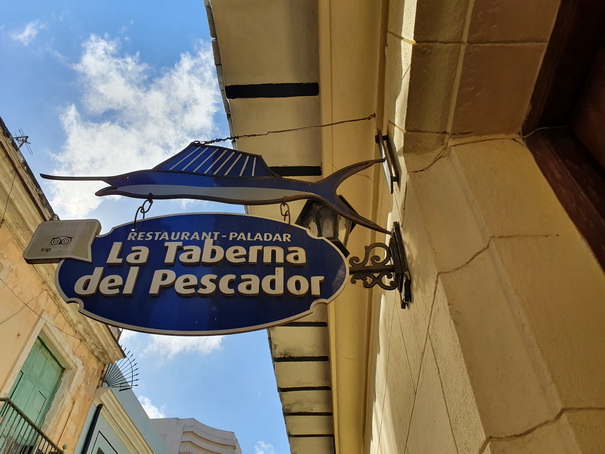 RESTAURANT-PALADAR
La Taberna
del Pescador